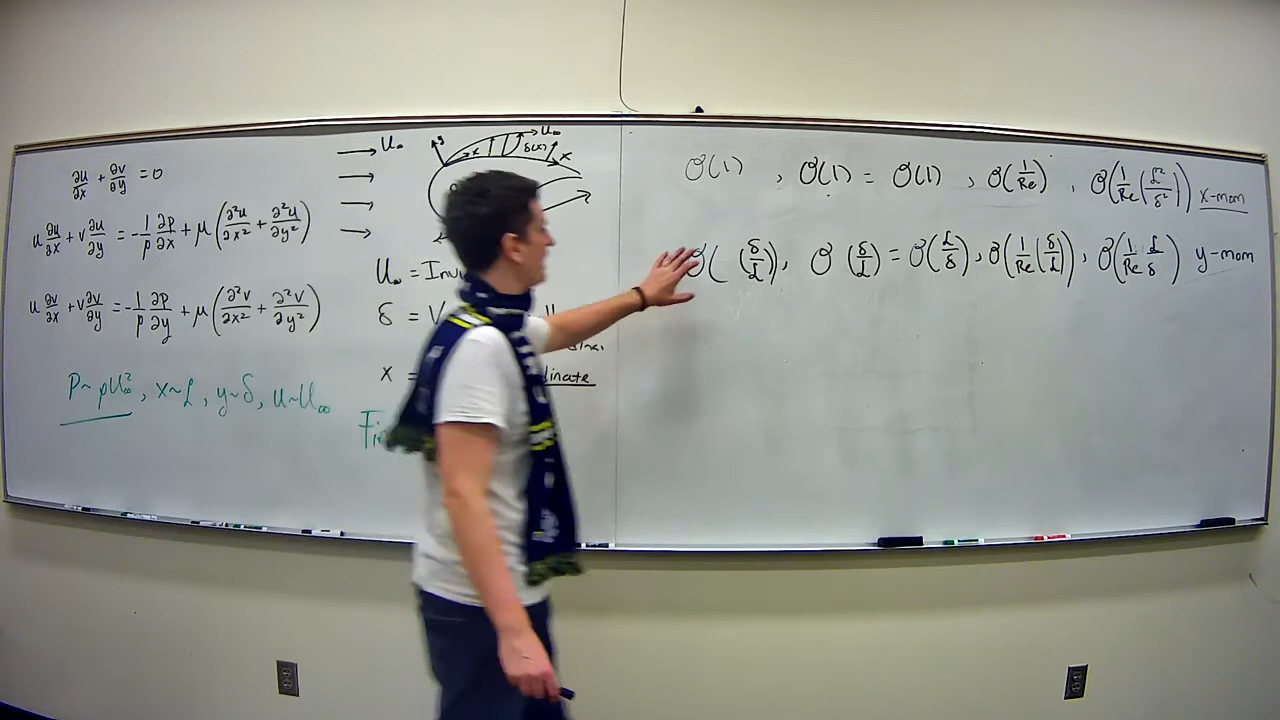 ∂u/∂x + ∂v/∂y = 0
u ∂u/∂x + v ∂u/∂y = -1/ρ ∂p/∂x + μ(∂²u/∂x² + ∂²u/∂y²)
u ∂v/∂x + v ∂v/∂y = -1/ρ ∂p/∂y + μ(∂²v/∂x² + ∂²v/∂y²)
P ~ ρU∞², x ~ L, y ~ δ, u ~ U∞
U∞
y x U∞ δ(x) x
U∞ =
δ =
x =
O(1), O(1) = O(1), O(1/Re), O(1/Re (L²/δ²)) x-mom
O((δ/L)), O(δ/L) = O(L/δ), O(1/Re (δ/L)), O(1/Re L/δ) y-mom